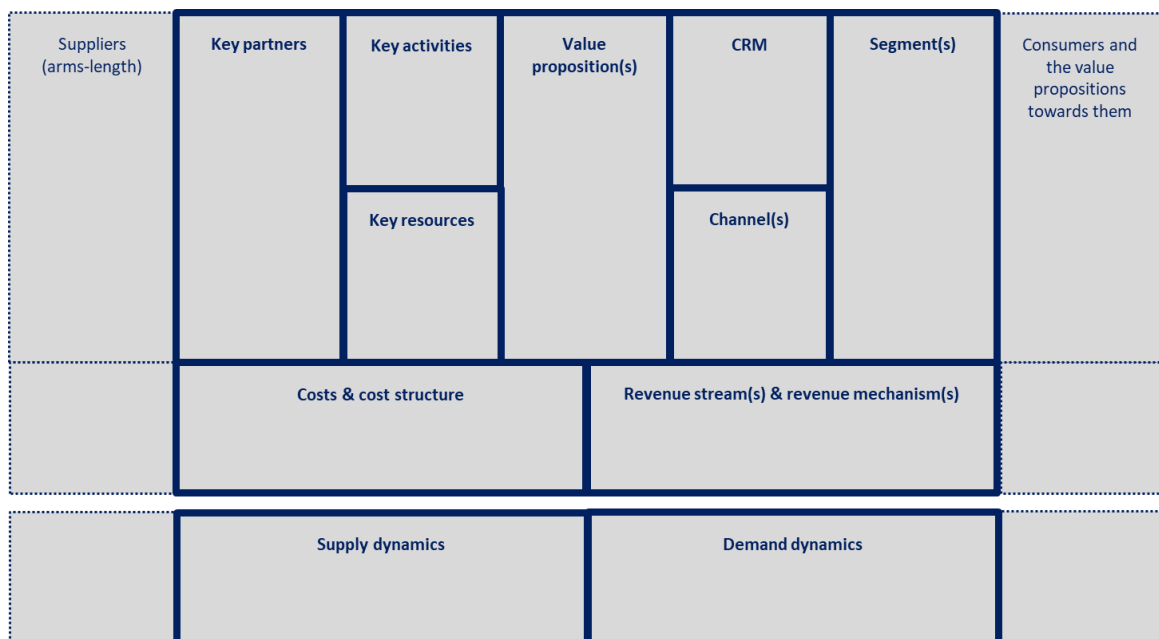 Suppliers
(arms-length)
Key partners
Key activities
Key resources
Value
proposition(s)
CRM
Channel(s)
Segment(s)
Consumers and
the value
propositions
towards them
Costs & cost structure
Revenue stream(s) & revenue mechanism(s)
Supply dynamics
Demand dynamics